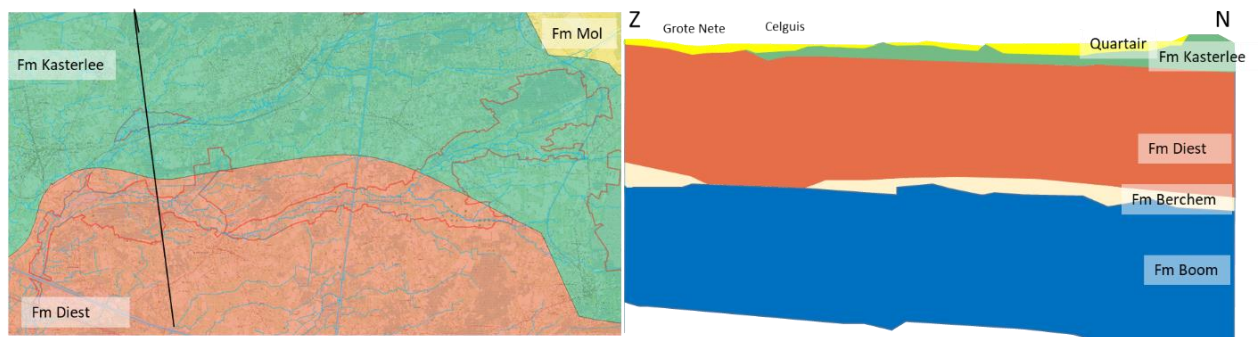 Fm Kasterlee
Fm Mol
Fm Diest
Z
N
Grote Nete
Celguis
Quartair
Fm Kasterlee
Fm Diest
Fm Berchem
Fm Boom